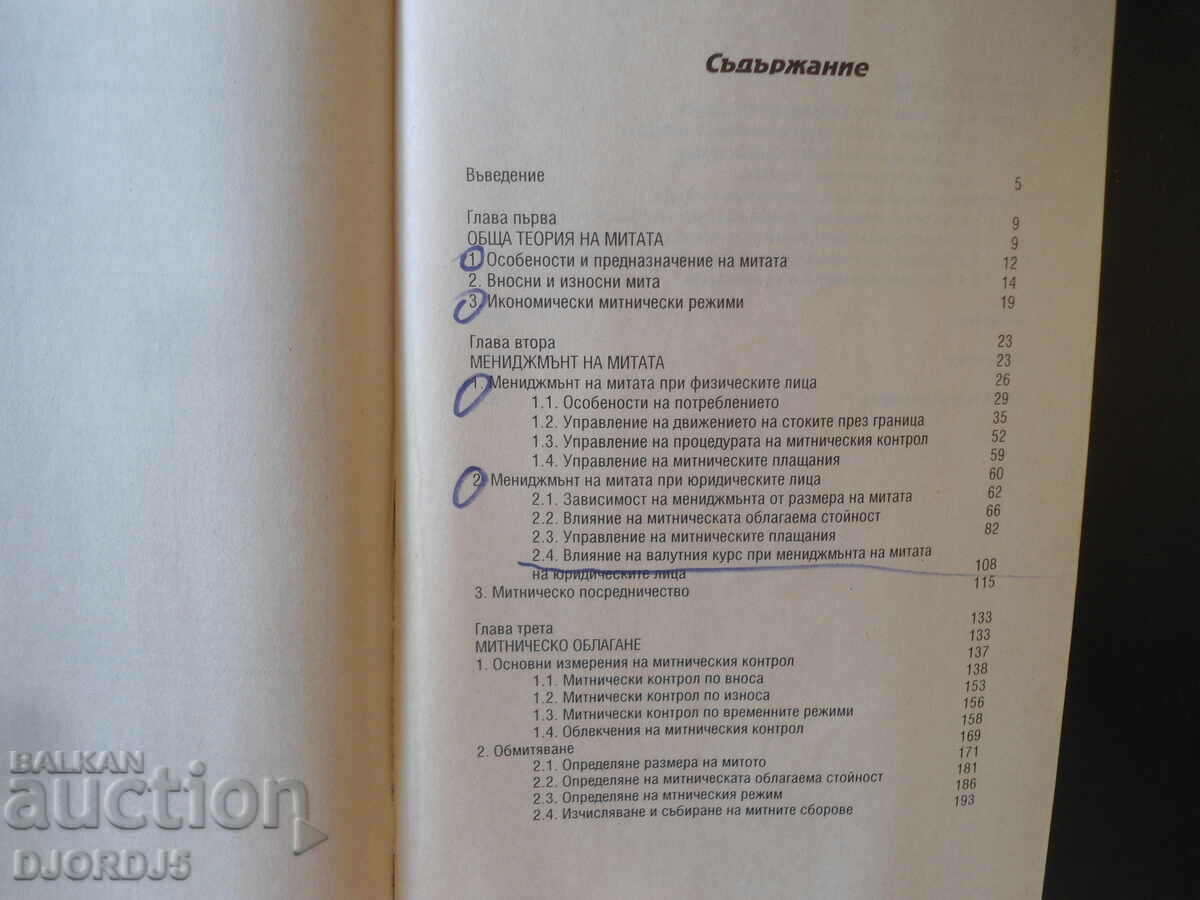 Съдържание
Въведение 5
Глава първа 9
ОБЩА ТЕОРИЯ НА МИТАТА 9
1. Особености и предназначение на митата 12
2. Вносни и износни мита 14
3. Икономически митнически режими 19
Глава втора 23
МЕНИДЖМЪНТ НА МИТАТА 23
1. Мениджмънт на митата при физическите лица 26
1.1. Особености на потреблението 29
1.2. Управление на движението на стоките през граница 35
1.3. Управление на процедурата на митническия контрол 52
1.4. Управление на митническите плащания 59
2. Мениджмънт на митата при юридическите лица 60
2.1. Зависимост на мениджмънта от размера на митата 62
2.2. Влияние на митническата облагаема стойност 66
2.3. Управление на митническите плащания 82
2.4. Влияние на валутния курс при мениджмънта на митата
на юридическите лица 108
3. Митническо посредничество 115
Глава трета 133
МИТНИЧЕСКО ОБЛАГАНЕ 133
1. Основни измерения на митническия контрол 137
1.1. Митнически контрол по вноса 138
1.2. Митнически контрол по износа 153
1.3. Митнически контрол по временните режими 156
1.4. Облекчения на митническия контрол 158
2. Обмитяване 169
2.1. Определяне размера на митото 171
2.2. Определяне на митническата облагаема стойност 181
2.3. Определяне на мтническия режим 186
2.4. Изчисляване и събиране на митните сборове 193
BALKAN
auction
DJORDJ5